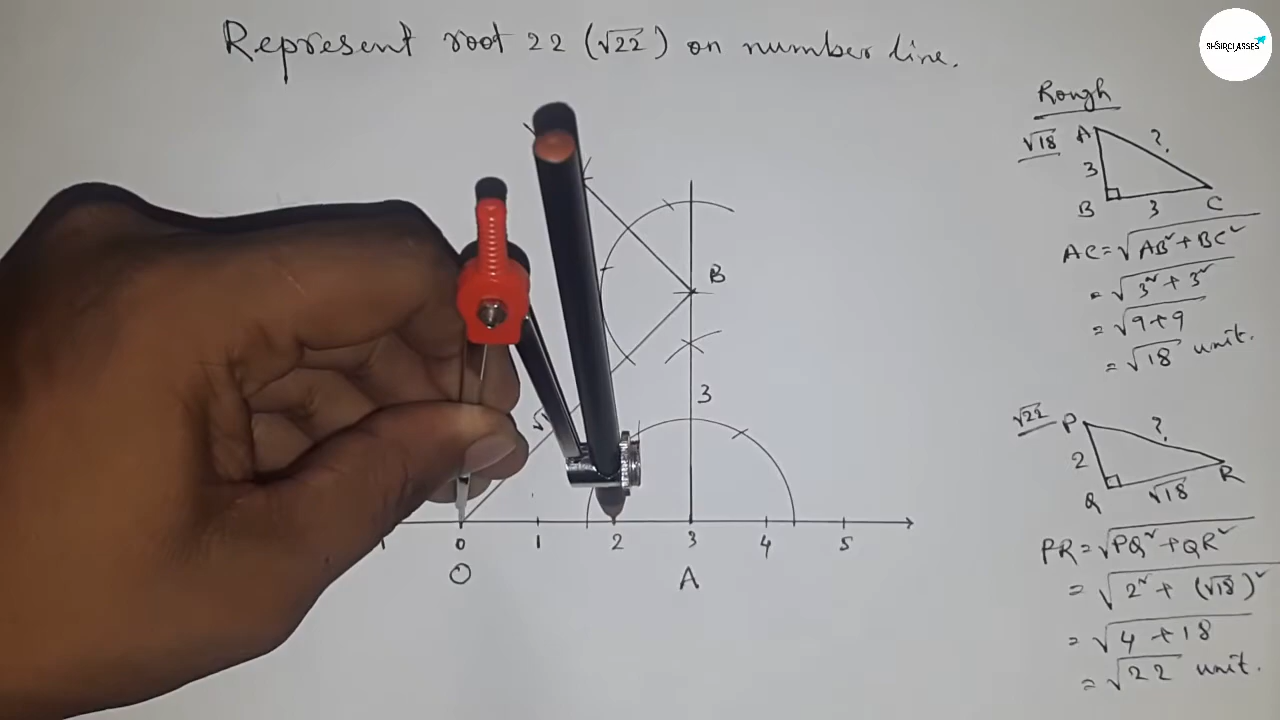 Represent root 22 (√22) on number line.
SHSIRCLASSES
Rough
√18
A
?
3
B
3
C
AC = √AB² + BC²
= √3² + 3²
= √9+9
= √18 unit.
√22
P
?
2
Q
√18
R
PR = √PQ² + QR²
= √2² + (√18)²
= √4 + 18
= √22 unit.
B
3
0 1 2 3 4 5
O A